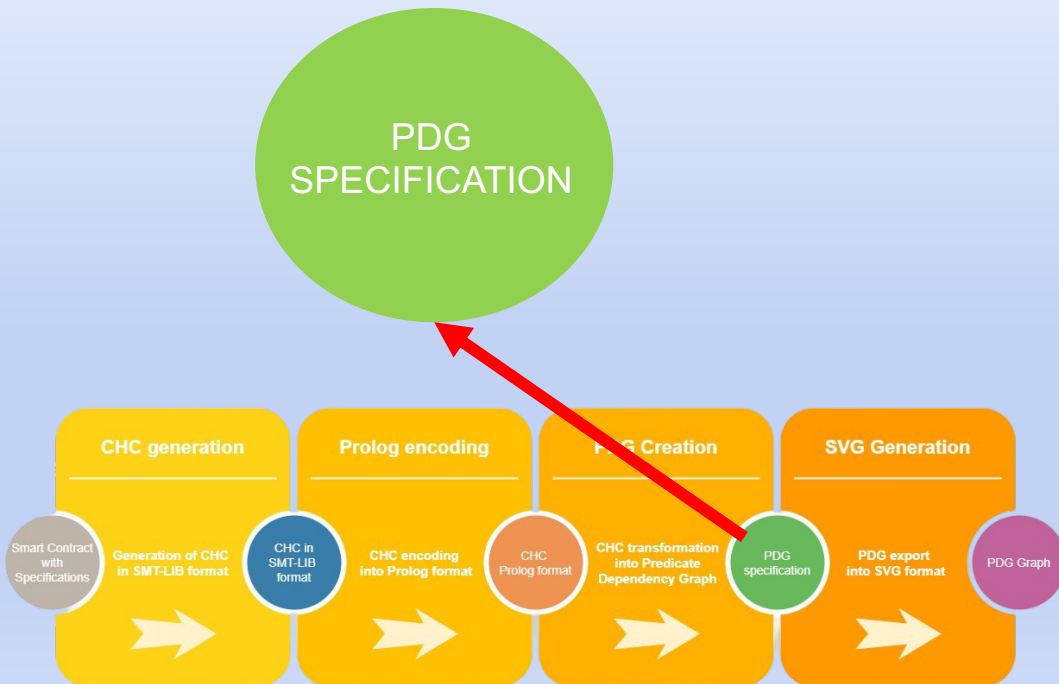 PDG
SPECIFICATION
CHC generation
Prolog encoding
PDG Creation
SVG Generation
Smart Contract
with
Specifications
Generation of CHC
in SMT-LIB format
CHC in
SMT-LIB
format
CHC encoding
into Prolog format
CHC
Prolog format
CHC transformation
into Predicate
Dependency Graph
PDG
specification
PDG export
into SVG format
PDG Graph